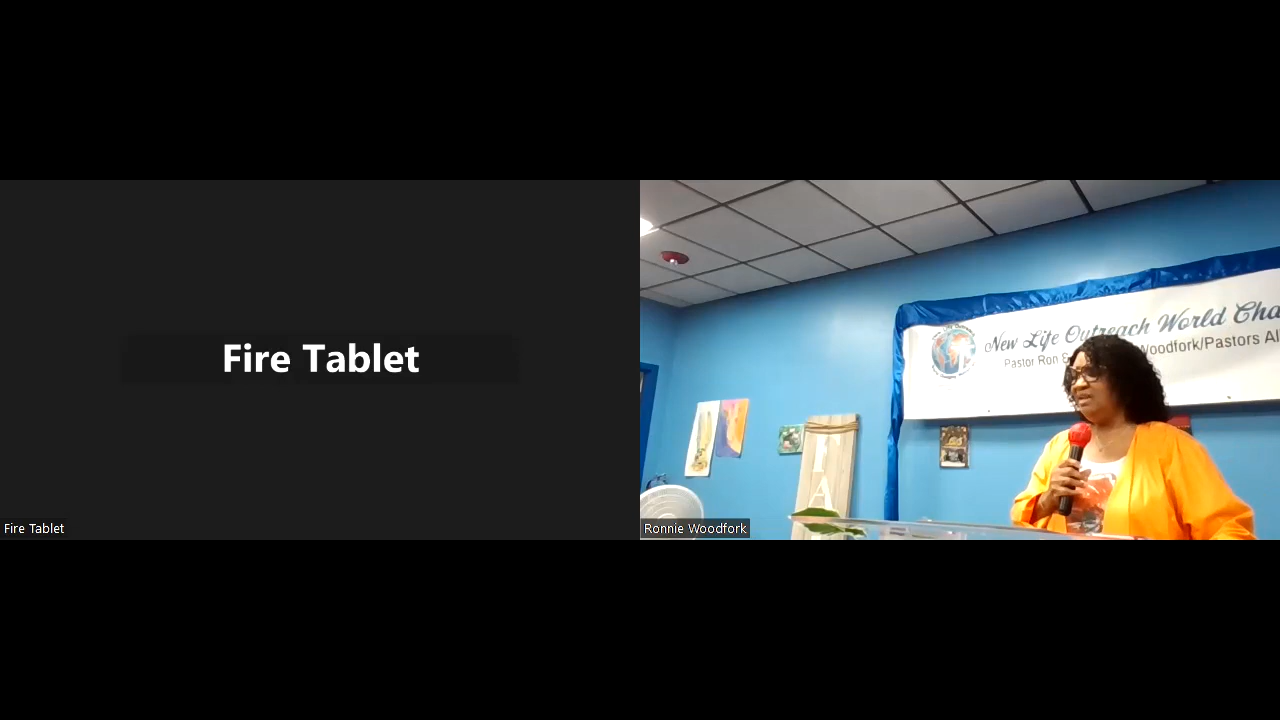 Fire Tablet
Fire Tablet
New Life Outreach World Cha
Pastor Ron & Woodfork/Pastors Al
Ronnie Woodfork